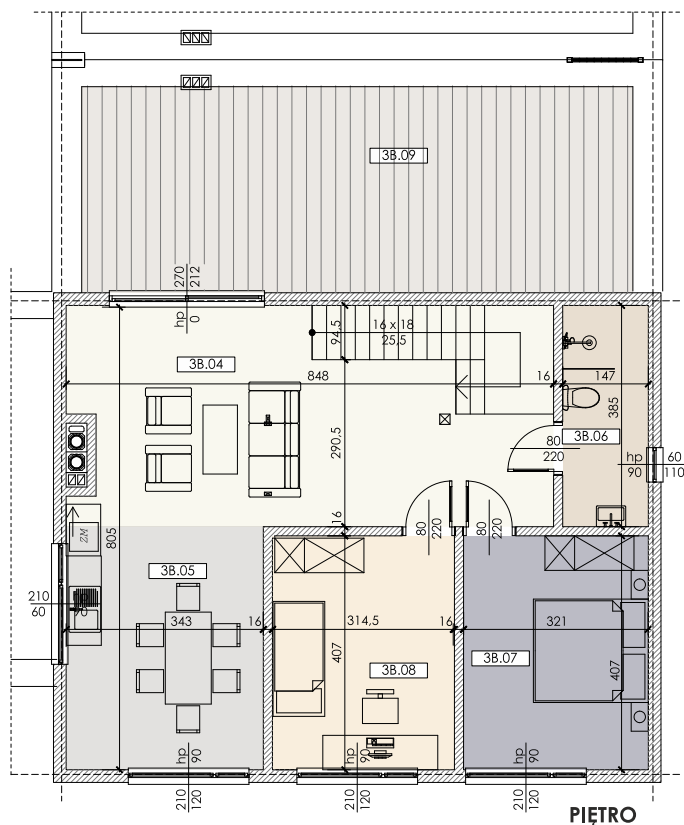 3B.09
270
212
hp
0
94,5
16 x 18
25,5
3B.04
848
16
147
385
290,5
80
220
3B.06
hp
90
60
110
16
80
220
80
220
ZM
805
3B.05
210
60
343
16
314,5
16
321
407
3B.08
3B.07
407
hp
90
hp
90
hp
90
210
120
210
120
210
120
PIĘTRO